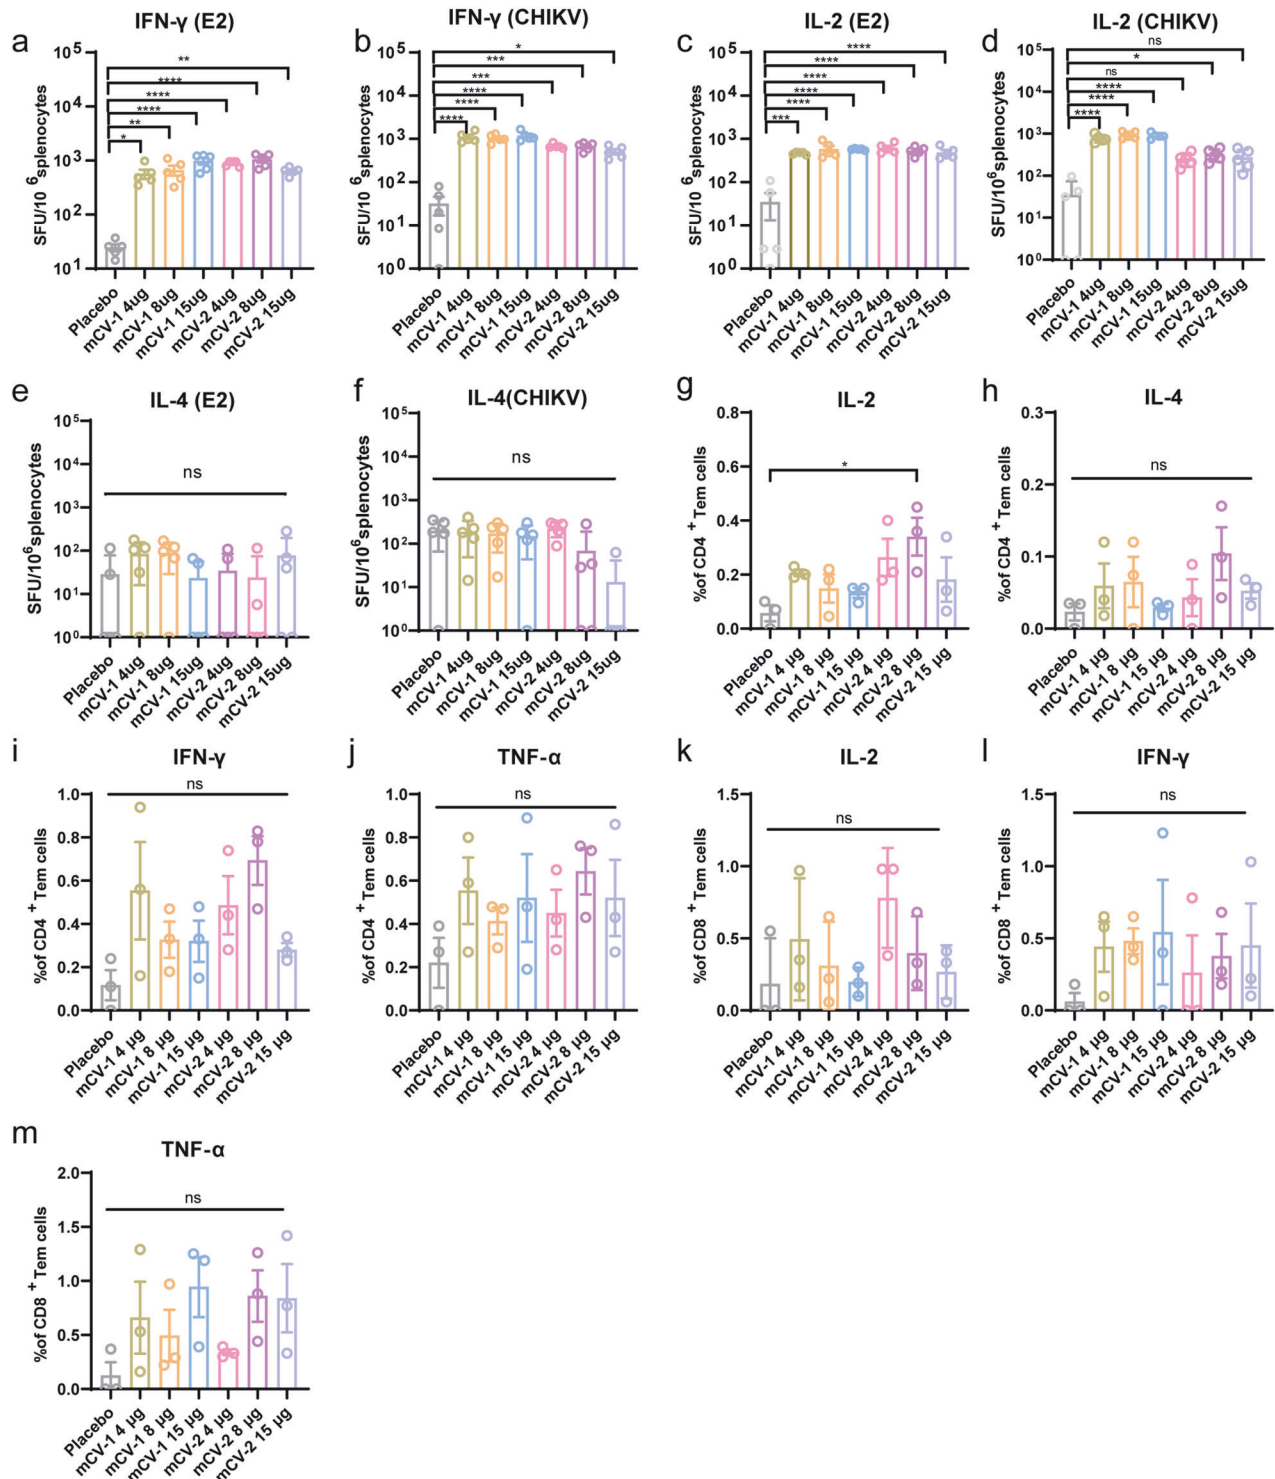 a
IFN-γ (E2)
SFU/10⁶ splenocytes
10⁵
10⁴
10³
10²
10¹
**
****
****
****
**
*
Placebo
mCV-1 4ug
mCV-1 8ug
mCV-1 15ug
mCV-2 4ug
mCV-2 8ug
mCV-2 15ug
b
IFN-γ (CHIKV)
SFU/10⁶ splenocytes
10⁵
10⁴
10³
10²
10¹
10⁰
*
***
***
****
****
****
Placebo
mCV-1 4ug
mCV-1 8ug
mCV-1 15ug
mCV-2 4ug
mCV-2 8ug
mCV-2 15ug
c
IL-2 (E2)
SFU/10⁶ splenocytes
10⁵
10⁴
10³
10²
10¹
10⁰
****
****
****
****
****
***
Placebo
mCV-1 4ug
mCV-1 8ug
mCV-1 15ug
mCV-2 4ug
mCV-2 8ug
mCV-2 15ug
d
IL-2 (CHIKV)
SFU/10⁶ splenocytes
10⁵
10⁴
10³
10²
10¹
10⁰
ns
*
ns
****
****
****
Placebo
mCV-1 4ug
mCV-1 8ug
mCV-1 15ug
mCV-2 4ug
mCV-2 8ug
mCV-2 15ug
e
IL-4 (E2)
SFU/10⁶splenocytes
10⁵
10⁴
10³
10²
10¹
10⁰
ns
Placebo
mCV-1 4ug
mCV-1 8ug
mCV-1 15ug
mCV-2 4ug
mCV-2 8ug
mCV-2 15ug
f
IL-4(CHIKV)
SFU/10⁶splenocytes
10⁵
10⁴
10³
10²
10¹
10⁰
ns
Placebo
mCV-1 4ug
mCV-1 8ug
mCV-1 15ug
mCV-2 4ug
mCV-2 8ug
mCV-2 15ug
g
IL-2
%of CD4 ⁺ Tem cells
0.8
0.6
0.4
0.2
0.0
*
Placebo
mCV-1 4 µg
mCV-1 8 µg
mCV-1 15 µg
mCV-2 4 µg
mCV-2 8 µg
mCV-2 15 µg
h
IL-4
%of CD4 ⁺ Tem cells
0.3
0.2
0.1
0.0
ns
Placebo
mCV-1 4 µg
mCV-1 8 µg
mCV-1 15 µg
mCV-2 4 µg
mCV-2 8 µg
mCV-2 15 µg
i
IFN-γ
%of CD4 ⁺ Tem cells
1.0
0.8
0.6
0.4
0.2
0.0
ns
Placebo
mCV-1 4 µg
mCV-1 8 µg
mCV-1 15 µg
mCV-2 4 µg
mCV-2 8 µg
mCV-2 15 µg
j
TNF-α
%of CD4 ⁺ Tem cells
1.0
0.8
0.6
0.4
0.2
0.0
ns
Placebo
mCV-1 4 µg
mCV-1 8 µg
mCV-1 15 µg
mCV-2 4 µg
mCV-2 8 µg
mCV-2 15 µg
k
IL-2
%of CD8 ⁺ Tem cells
1.5
1.0
0.5
0.0
ns
Placebo
mCV-1 4 µg
mCV-1 8 µg
mCV-1 15 µg
mCV-2 4 µg
mCV-2 8 µg
mCV-2 15 µg
l
IFN-γ
%of CD8 ⁺ Tem cells
1.5
1.0
0.5
0.0
ns
Placebo
mCV-1 4 µg
mCV-1 8 µg
mCV-1 15 µg
mCV-2 4 µg
mCV-2 8 µg
mCV-2 15 µg
m
TNF-α
%of CD8 ⁺ Tem cells
2.0
1.5
1.0
0.5
0.0
ns
Placebo
mCV-1 4 µg
mCV-1 8 µg
mCV-1 15 µg
mCV-2 4 µg
mCV-2 8 µg
mCV-2 15 µg